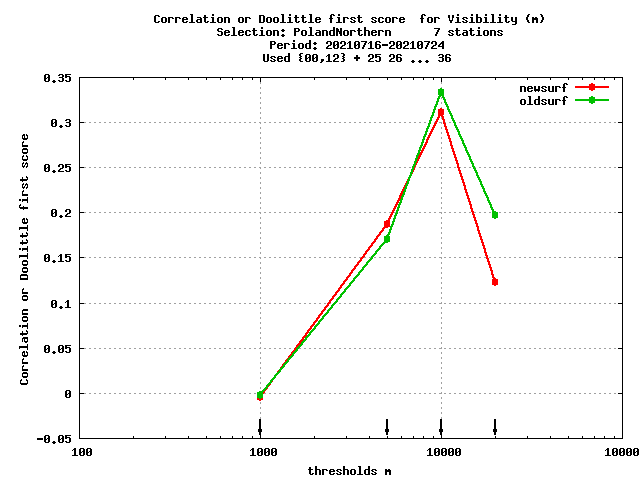 Correlation or Doolittle first score  for Visibility (m)
Selection: PolandNorthern      7 stations
Period: 20210716-20210724
Used {00,12} + 25 26 ... 36
newsurf
oldsurf
0.35
0.3
0.25
0.2
0.15
0.1
0.05
0
-0.05
Correlation or Doolittle first score
100
1000
10000
10000
thresholds m